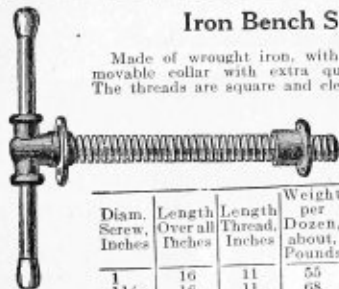 Iron Bench S
Made of wrought iron, with
movable collar with extra qu
The threads are square and cle
Diam. Screw, Inches
Length Over all Inches
Length Thread, Inches
Weight per Dozen, about, Pounds
1 16 11 55
16 11 68